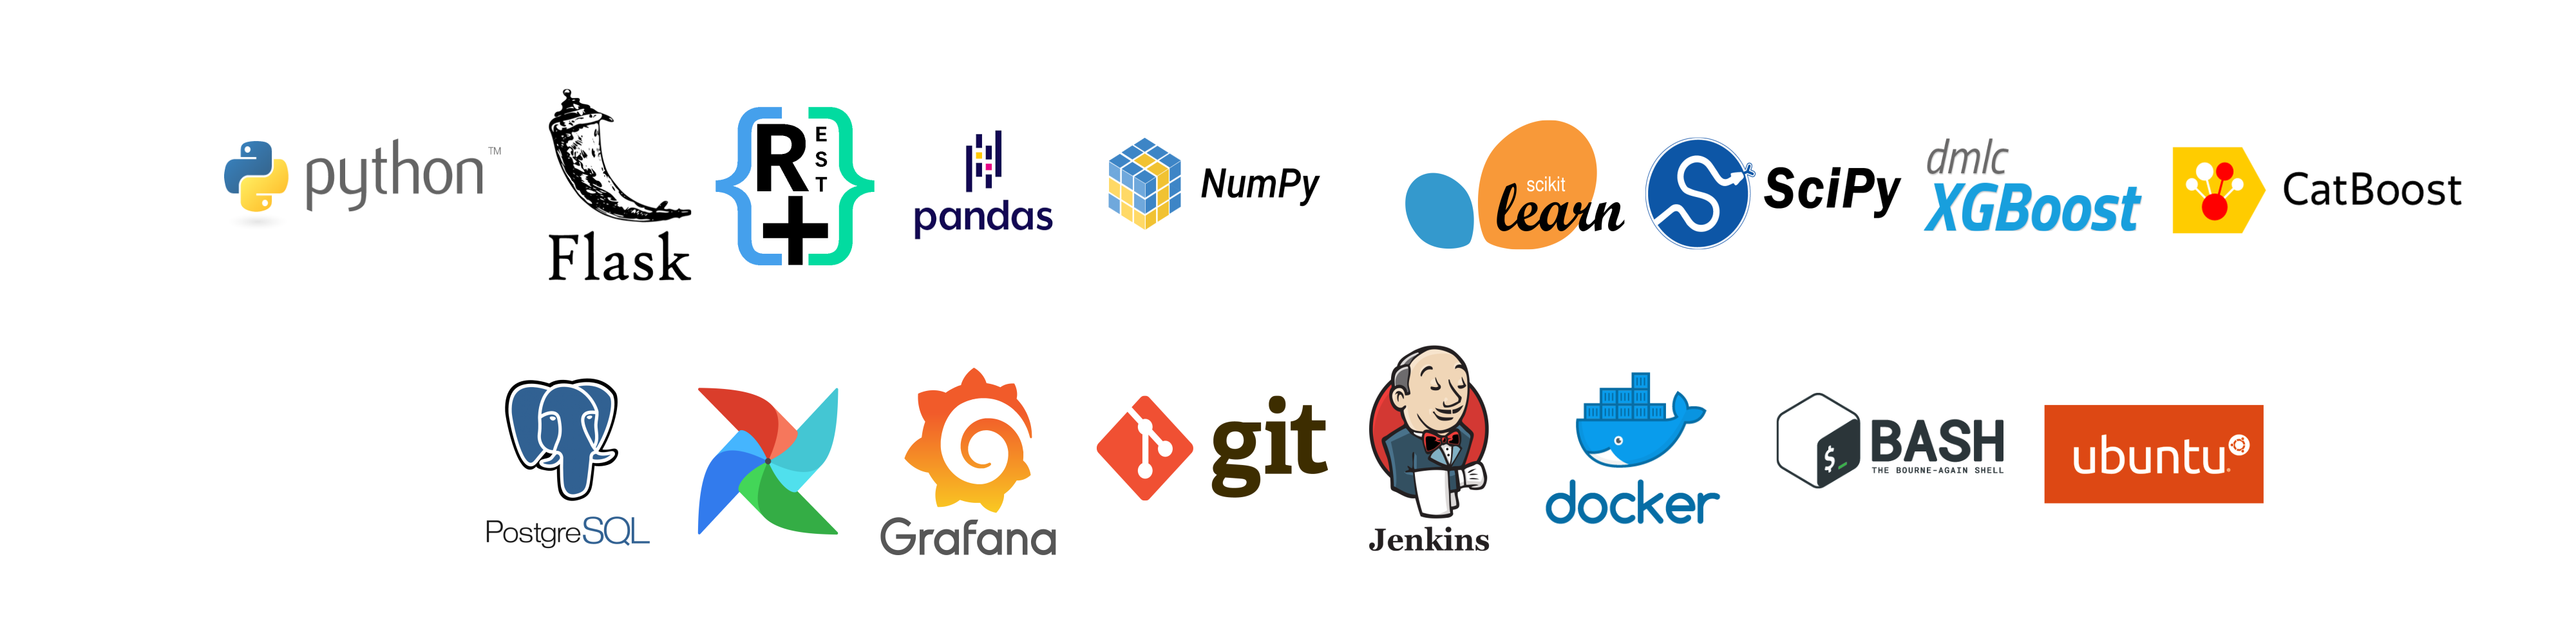 python™
Flask
REST
+
pandas
NumPy
scikit
learn
SciPy
dmlc
XGBoost
CatBoost
PostgreSQL
Grafana
git
Jenkins
docker
$_
BASH
THE BOURNE-AGAIN SHELL
ubuntu